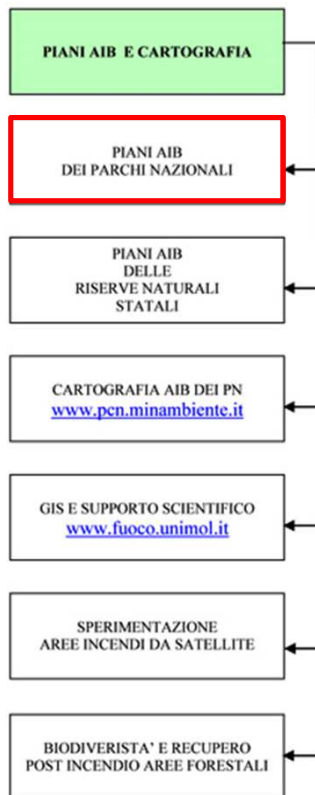 PIANI AIB E CARTOGRAFIA
PIANI AIB
DEI PARCHI NAZIONALI
PIANI AIB
DELLE
RISERVE NATURALI
STATALI
CARTOGRAFIA AIB DEI PN
www.pcn.minambiente.it
GIS E SUPPORTO SCIENTIFICO
www.fuoco.unimol.it
SPERIMENTAZIONE
AREE INCENDI DA SATELLITE
BIODIVERISTA' E RECUPERO
POST INCENDIO AREE FORESTALI